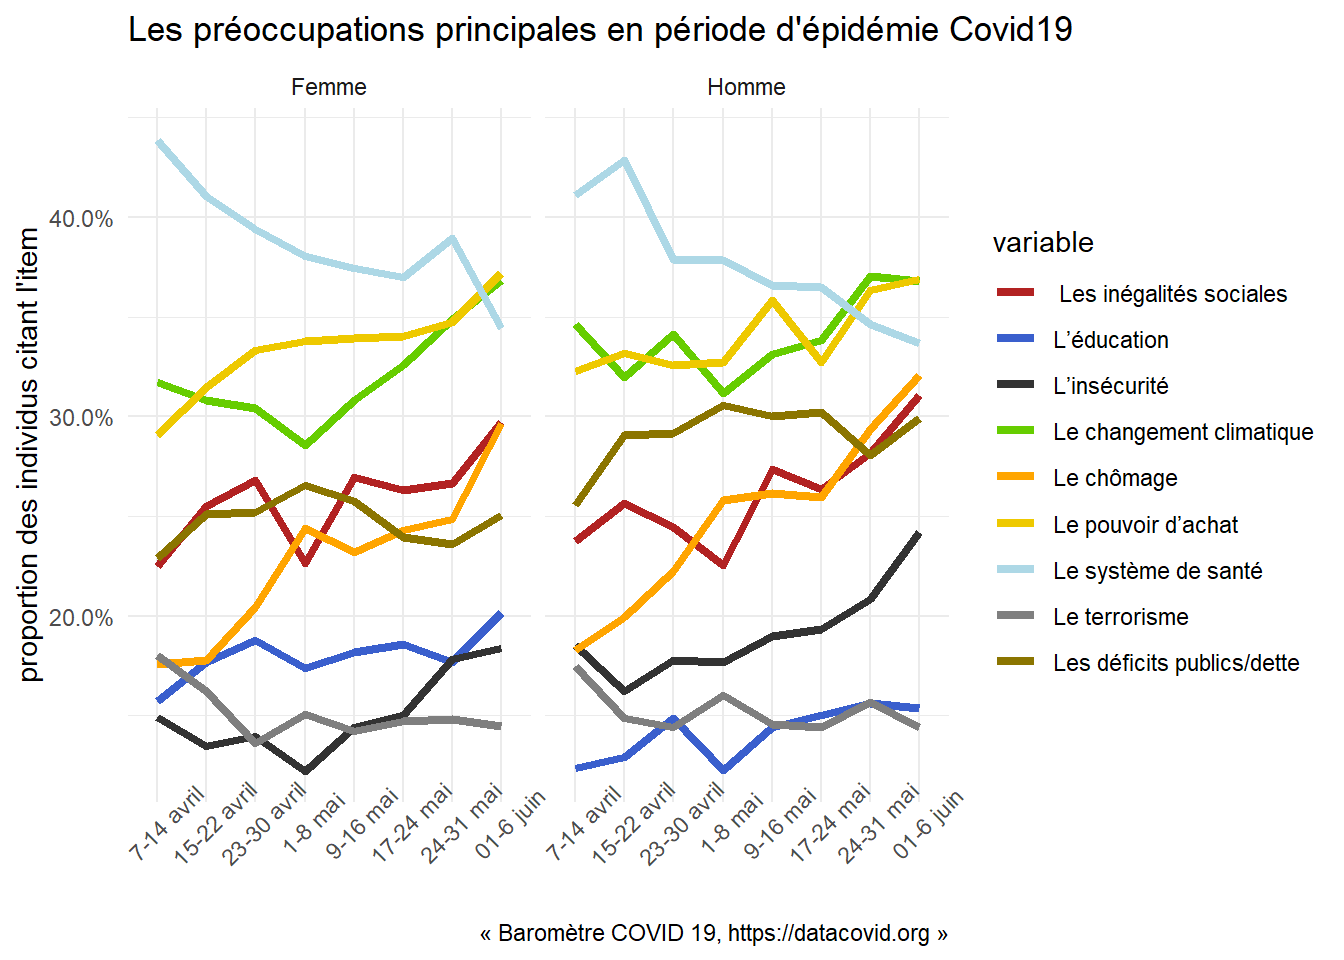 Les préoccupations principales en période d'épidémie Covid19
Femme
Homme
proportion des individus citant l'item
40.0%
30.0%
20.0%
7-14 avril
15-22 avril
23-30 avril
1-8 mai
9-16 mai
17-24 mai
24-31 mai
01-6 juin
7-14 avril
15-22 avril
23-30 avril
1-8 mai
9-16 mai
17-24 mai
24-31 mai
01-6 juin
variable
Les inégalités sociales
L’éducation
L’insécurité
Le changement climatique
Le chômage
Le pouvoir d’achat
Le système de santé
Le terrorisme
Les déficits publics/dette
« Baromètre COVID 19, https://datacovid.org »